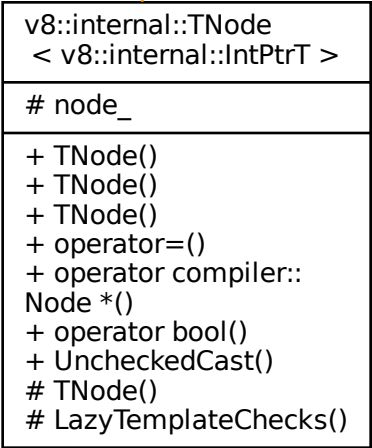 v8::internal::TNode
< v8::internal::IntPtrT >
# node_
+ TNode()
+ TNode()
+ TNode()
+ operator=()
+ operator compiler::
Node *()
+ operator bool()
+ UncheckedCast()
# TNode()
# LazyTemplateChecks()